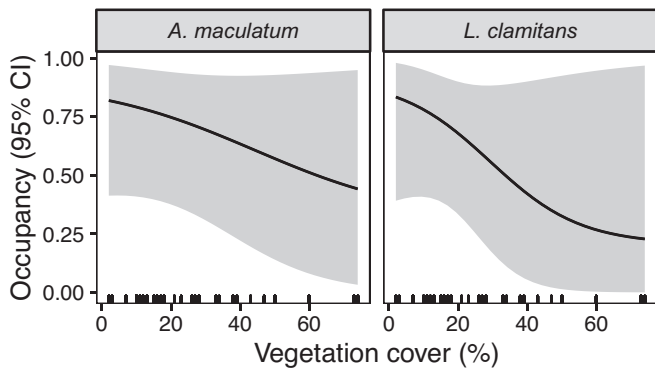 A. maculatum
L. clamitans
Occupancy (95% CI)
1.00
0.75
0.50
0.25
0.00
0 20 40 60
0 20 40 60
Vegetation cover (%)